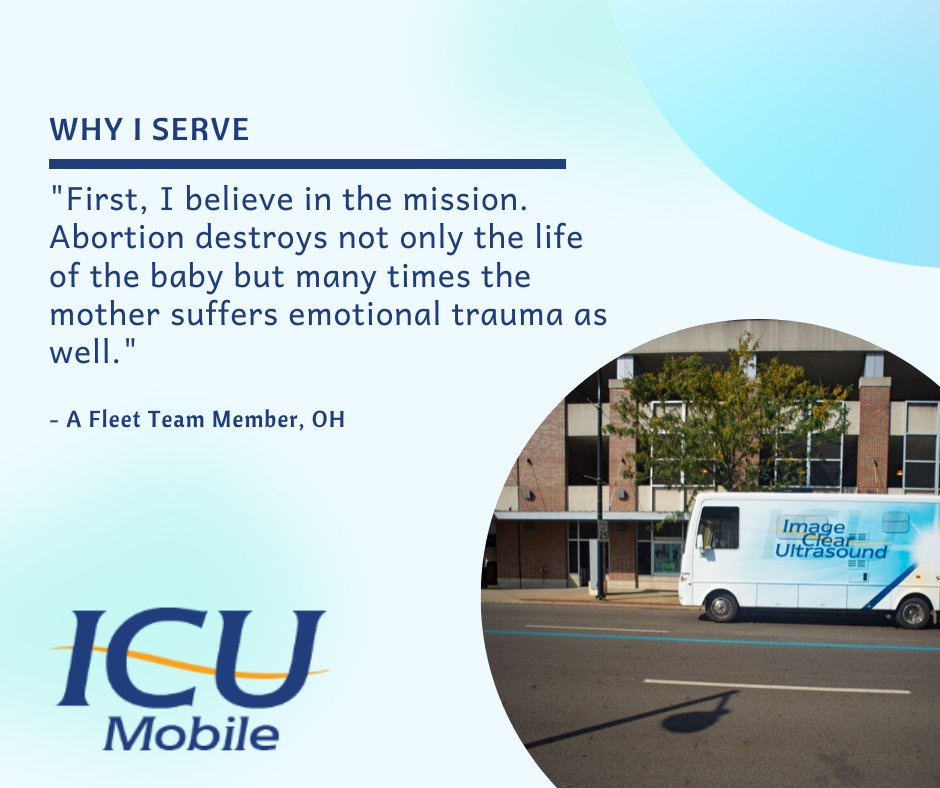 WHY I SERVE
"First, I believe in the mission.
Abortion destroys not only the life
of the baby but many times the
mother suffers emotional trauma as
well."
- A Fleet Team Member, OH
Image
Clear
Ultrasound
ICU
Mobile